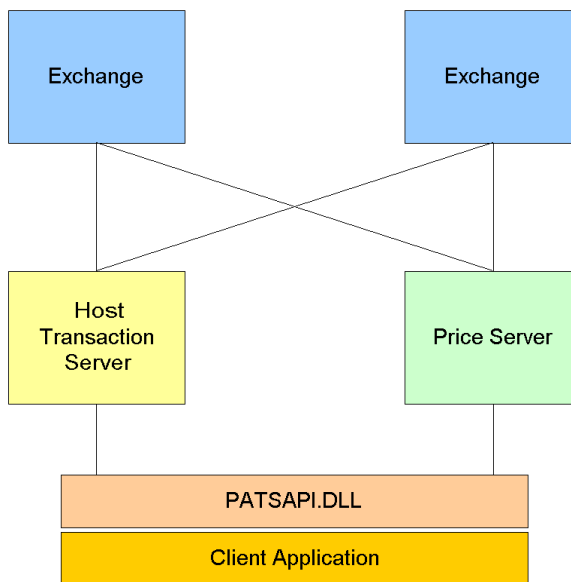 Exchange
Exchange
Host
Transaction
Server
Price Server
PATSAPI.DLL
Client Application